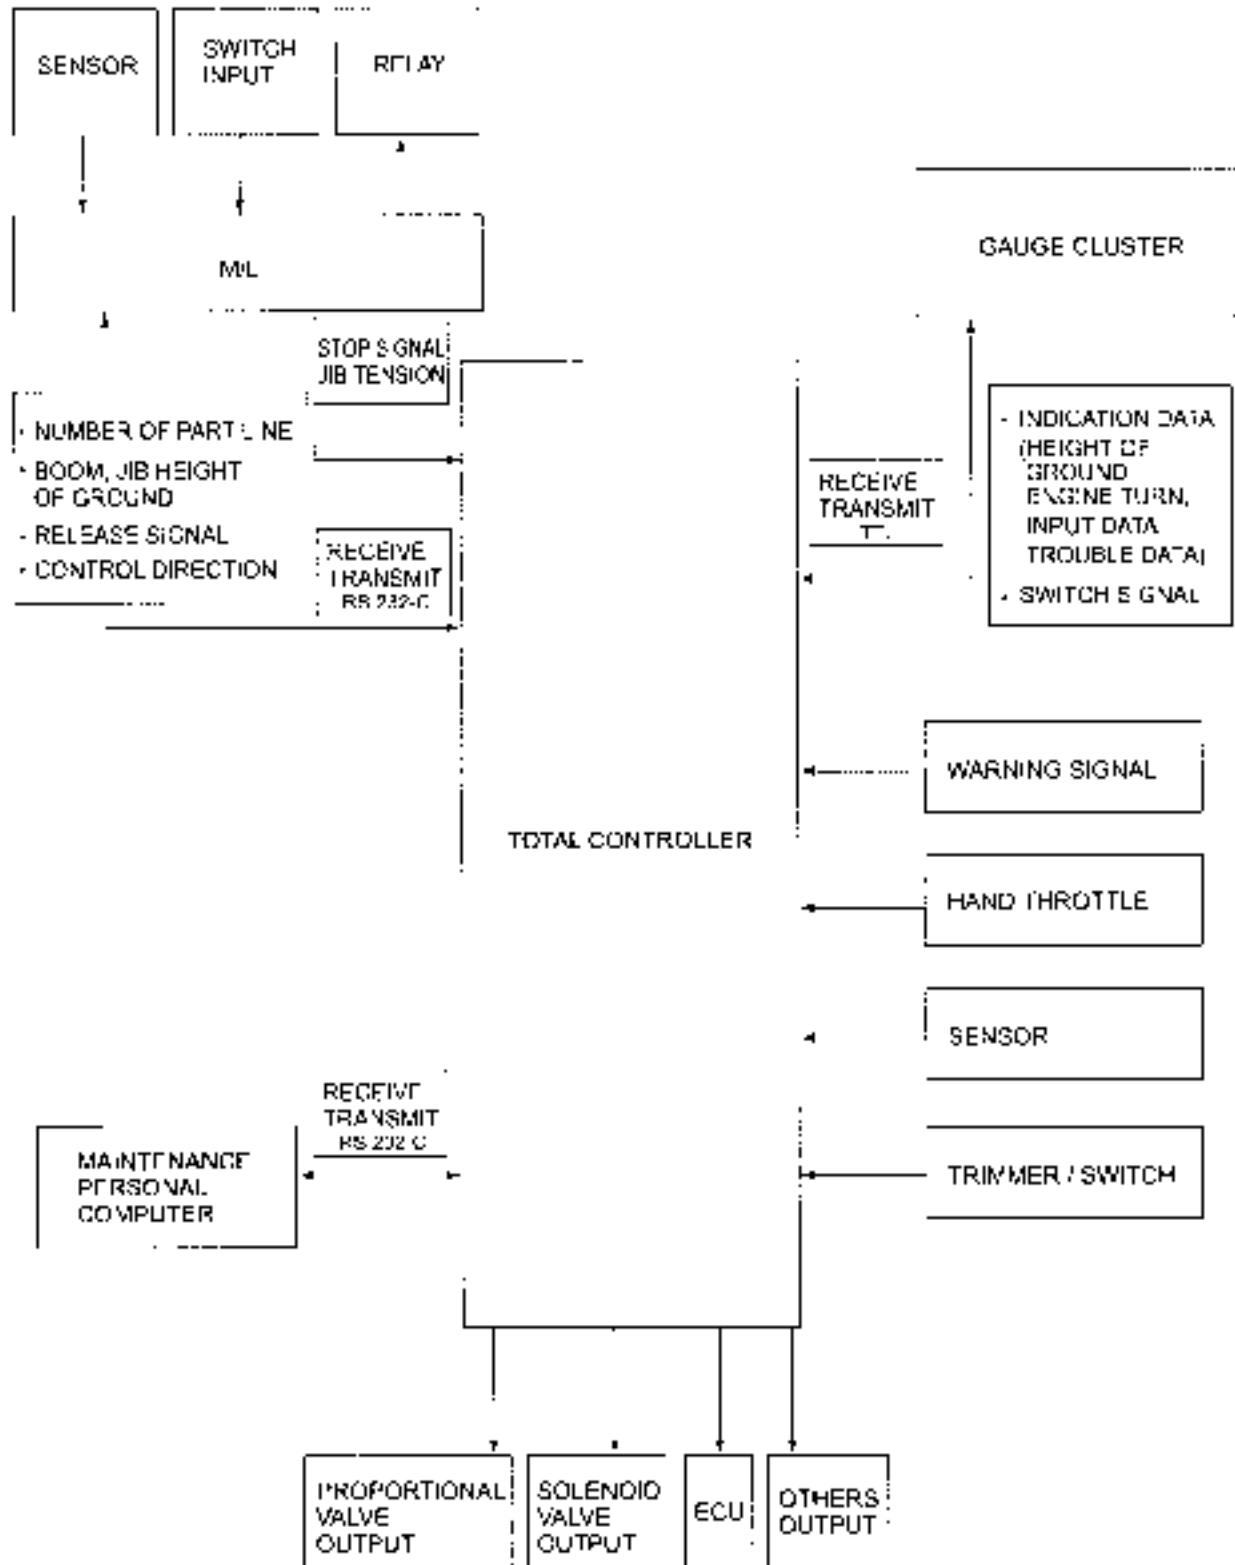 SENSOR
SWITCH
INPUT
RELAY
M/L
GAUGE CLUSTER
STOP SIGNAL
JIB TENSION
- NUMBER OF PART LINE
• BOOM, JIB HEIGHT
OF GROUND
- RELEASE SIGNAL
• CONTROL DIRECTION
RECEIVE
TRANSMIT
RS 232-C
RECEIVE
TRANSMIT
- INDICATION DATA
(HEIGHT OF
GROUND
ENGINE TURN,
INPUT DATA
TROUBLE DATA)
• SWITCH SIGNAL
WARNING SIGNAL
TOTAL CONTROLLER
HAND THROTTLE
SENSOR
RECEIVE
TRANSMIT
RS 232-C
MAINTENANCE
PERSONAL
COMPUTER
TRIMMER / SWITCH
PROPORTIONAL
VALVE
OUTPUT
SOLENOID
VALVE
OUTPUT
ECU
OTHERS
OUTPUT